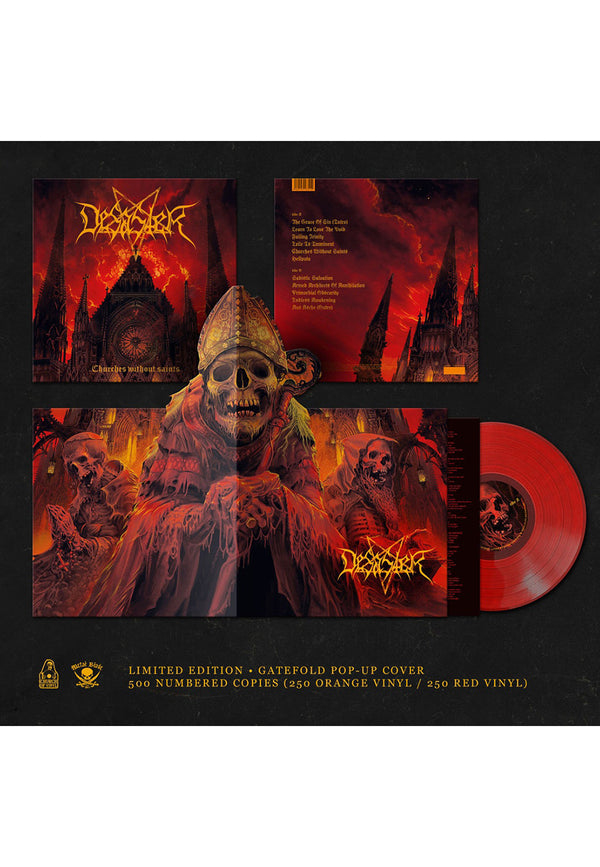 Desaster
Churches without saints
Side A
The Grace Of Sin (Intro)
Learn To Love The Void
Failing Trinity
Exile Is Imminent
Churches Without Saints
Hellputa
Side B
Sadistic Salvation
Armed Architects Of Annihilation
Primordial Obscurity
Endless Awakening
Aus Asche (Outro)
Desaster
Metal Blade
LIMITED EDITION • GATEFOLD POP-UP COVER
500 NUMBERED COPIES (250 ORANGE VINYL / 250 RED VINYL)